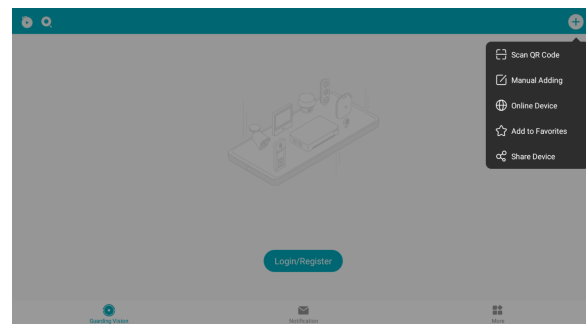 Scan QR Code
Manual Adding
Online Device
Add to Favorites
Share Device
Login/Register
Guarding Vision
Notification
More